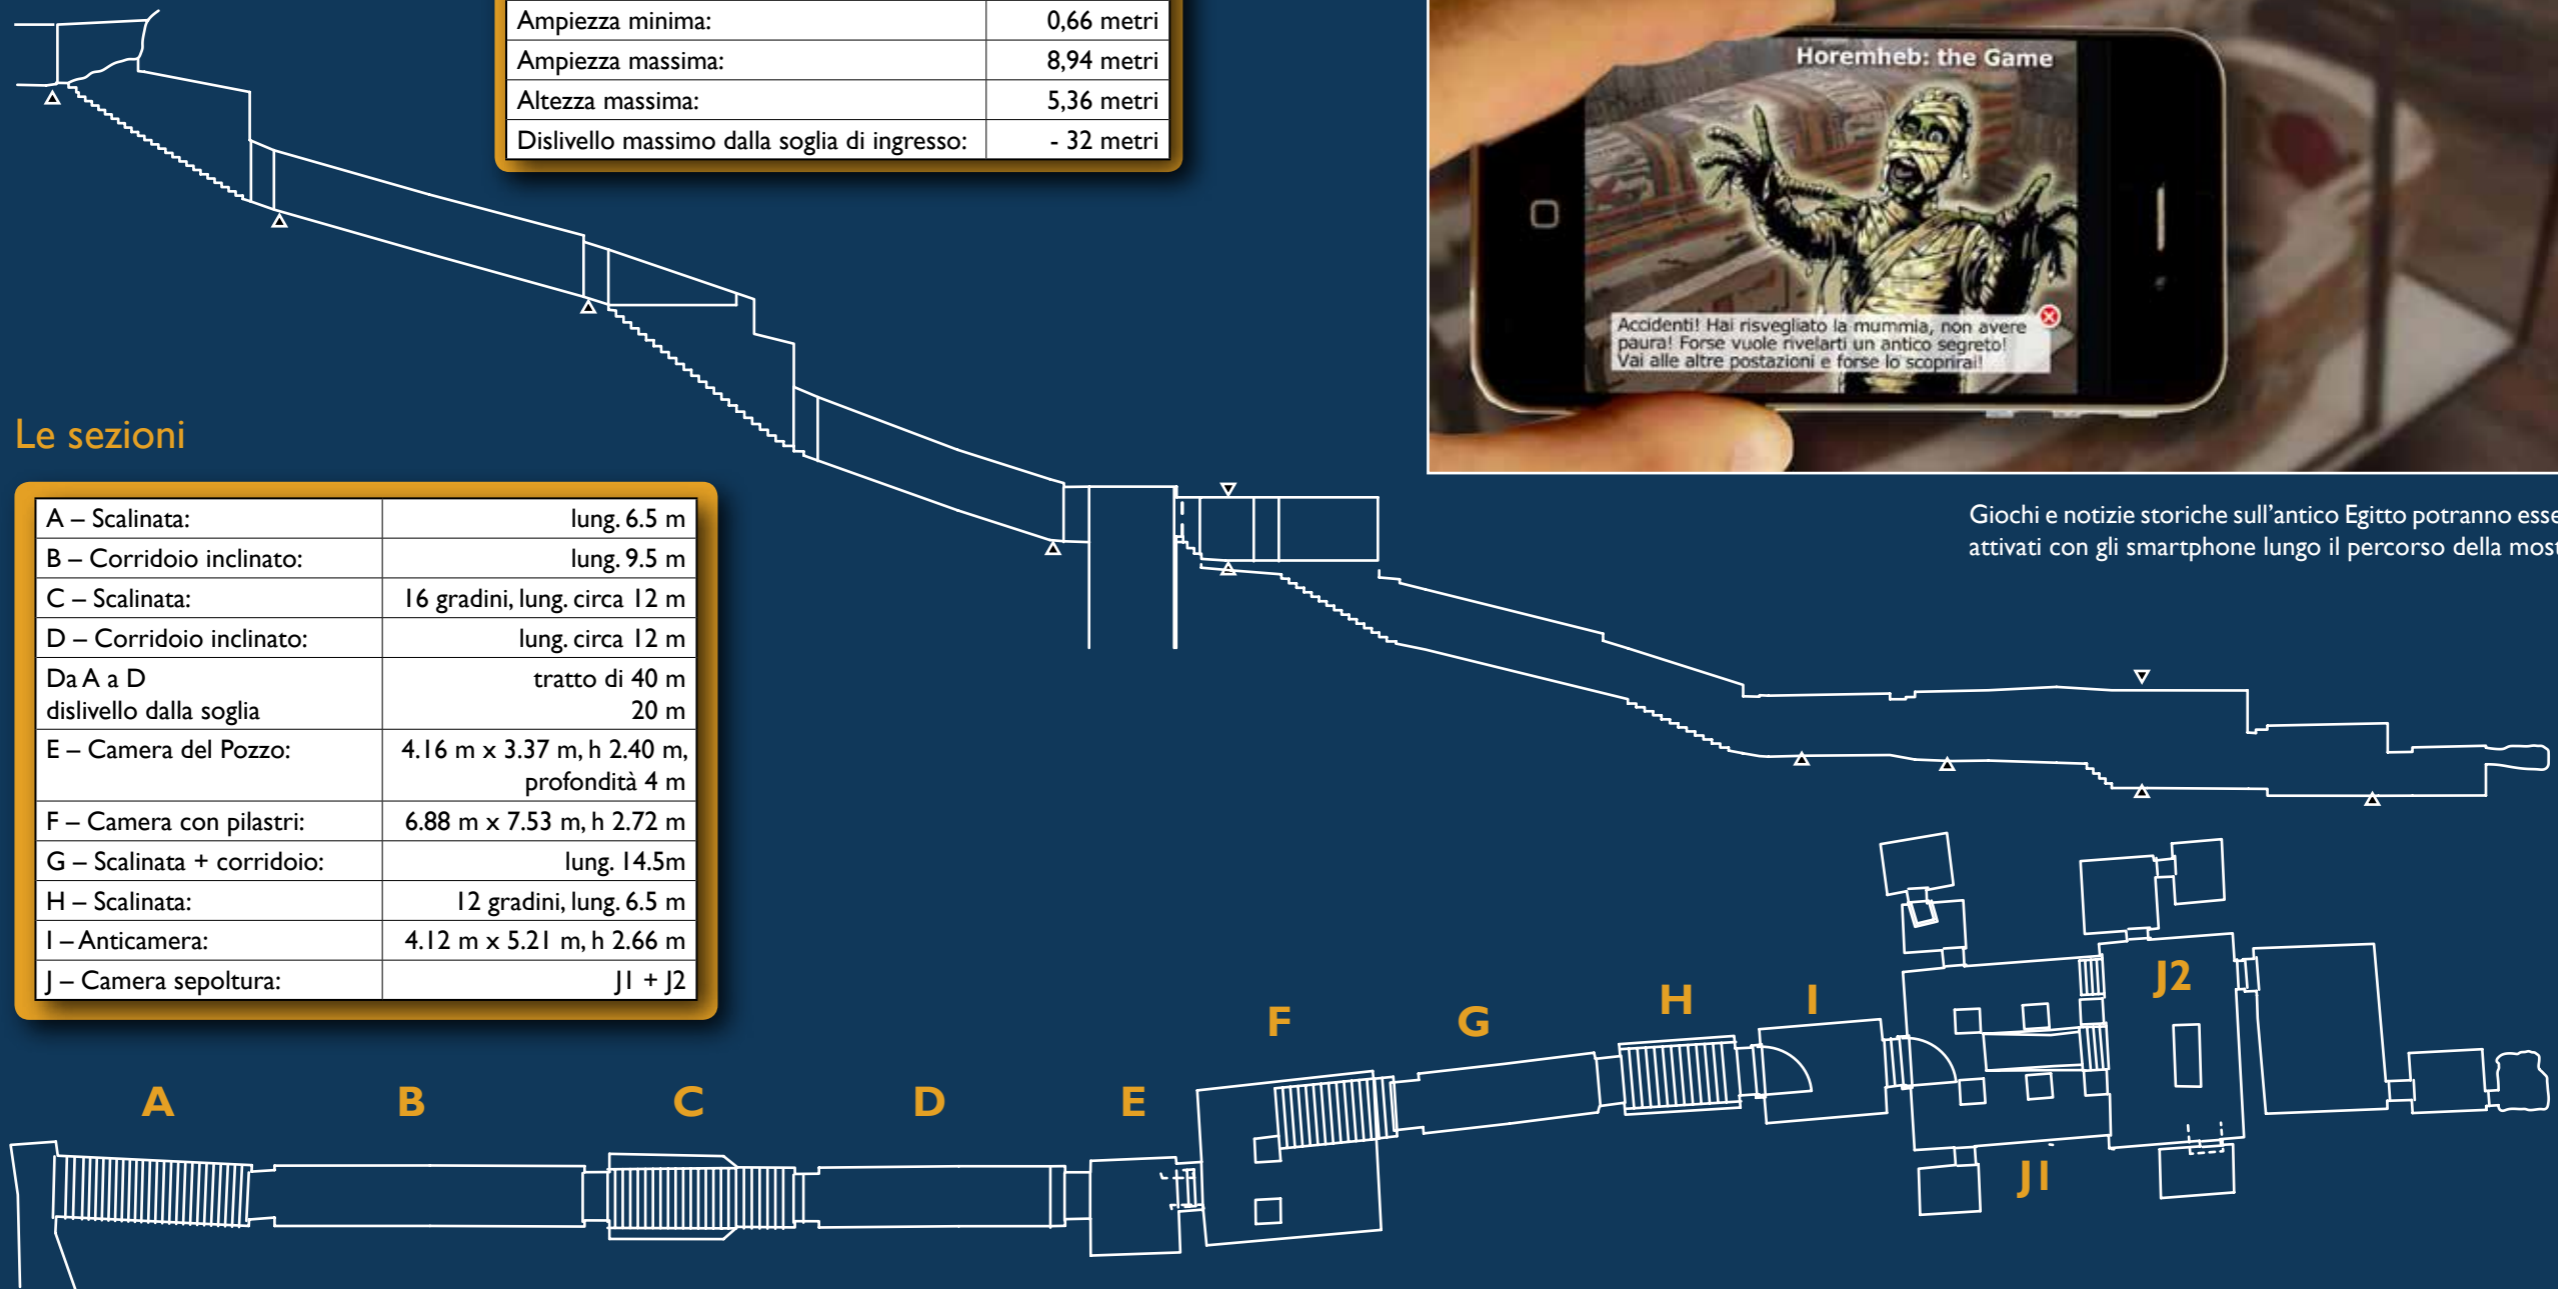 Ampiezza minima: 0,66 metri
Ampiezza massima: 8,94 metri
Altezza massima: 5,36 metri
Dislivello massimo dalla soglia di ingresso: - 32 metri
Horemheb: the Game
Accidenti! Hai risvegliato la mummia, non avere
paura! Forse vuole rivelarti un antico segreto!
Vai alle altre postazioni e forse lo scoprirai!
Giochi e notizie storiche sull'antico Egitto potranno esse
attivati con gli smartphone lungo il percorso della most
Le sezioni
A – Scalinata: lung. 6.5 m
B – Corridoio inclinato: lung. 9.5 m
C – Scalinata: 16 gradini, lung. circa 12 m
D – Corridoio inclinato: lung. circa 12 m
Da A a D tratto di 40 m
dislivello dalla soglia 20 m
E – Camera del Pozzo: 4.16 m x 3.37 m, h 2.40 m,
profondità 4 m
F – Camera con pilastri: 6.88 m x 7.53 m, h 2.72 m
G – Scalinata + corridoio: lung. 14.5m
H – Scalinata: 12 gradini, lung. 6.5 m
I – Anticamera: 4.12 m x 5.21 m, h 2.66 m
J – Camera sepoltura: J1 + J2
A
B
C
D
E
F
G
H
I
J1
J2